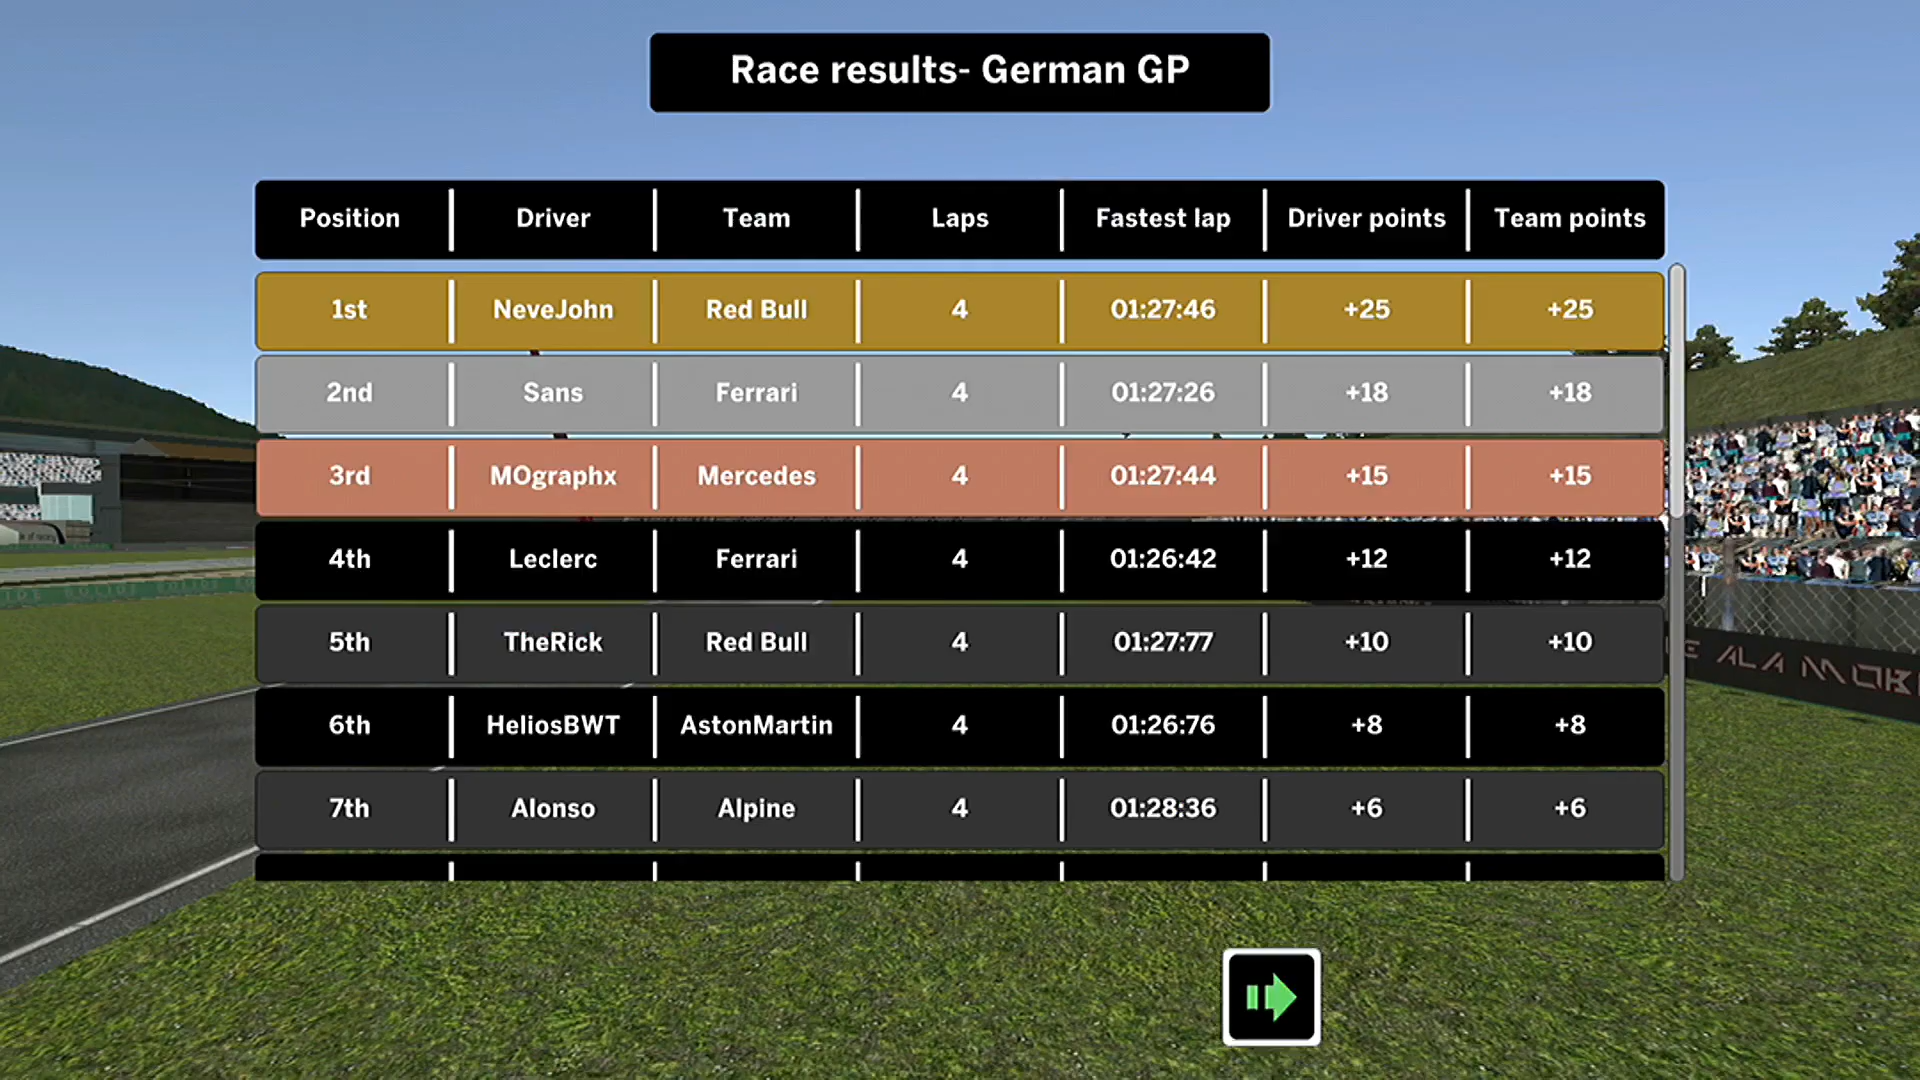 Race results- German GP
Position Driver Team Laps Fastest lap Driver points Team points
1st NeveJohn Red Bull 4 01:27:46 +25 +25
2nd Sans Ferrari 4 01:27:26 +18 +18
3rd MOgraphx Mercedes 4 01:27:44 +15 +15
4th Leclerc Ferrari 4 01:26:42 +12 +12
5th TheRick Red Bull 4 01:27:77 +10 +10
6th HeliosBWT AstonMartin 4 01:26:76 +8 +8
7th Alonso Alpine 4 01:28:36 +6 +6